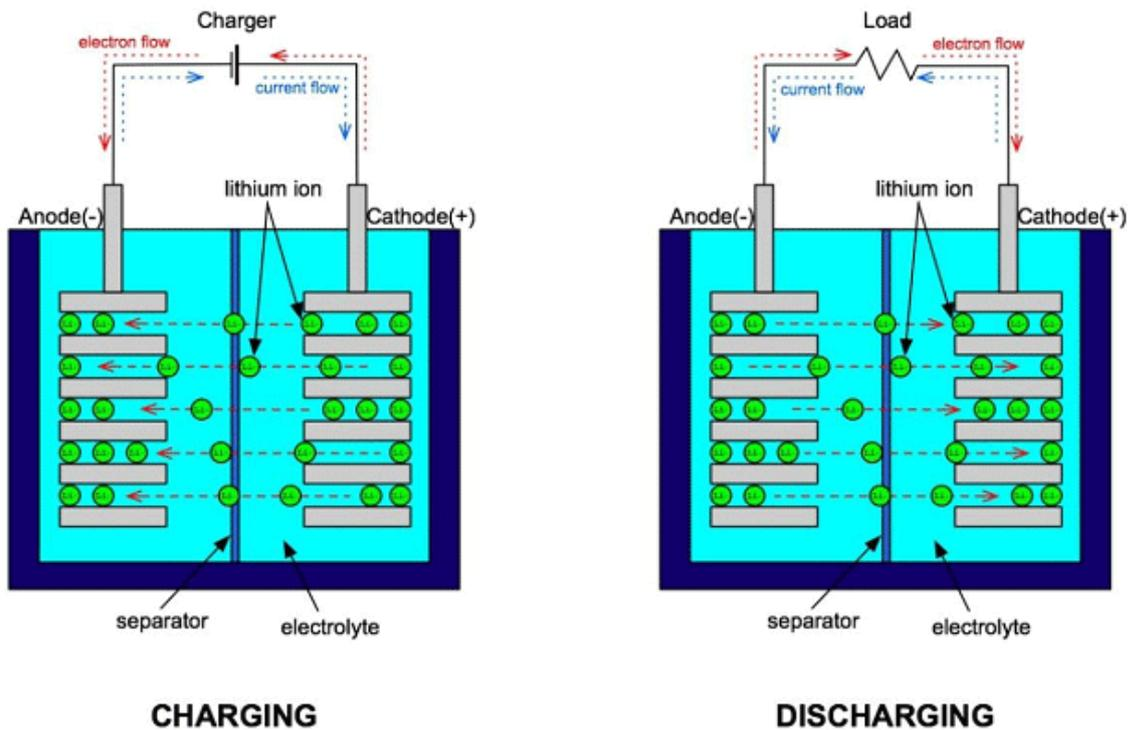 Charger
electron flow
current flow
lithium ion
Anode(-)
Cathode(+)
separator
electrolyte
CHARGING
Load
electron flow
current flow
lithium ion
Anode(-)
Cathode(+)
separator
electrolyte
DISCHARGING